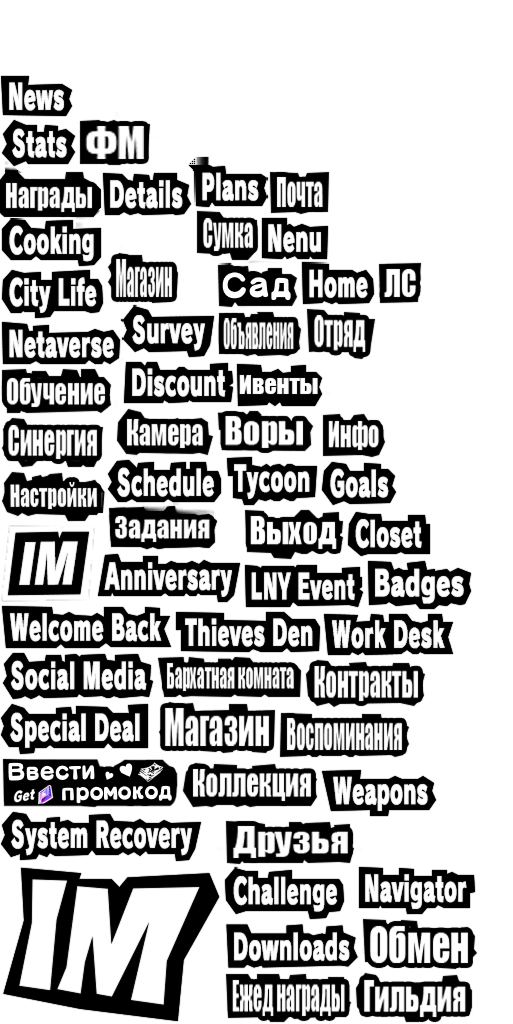 News
Stats ФМ
Награды Details Plans Почта
Cooking Сумка Nenu
City Life Магазин Сад Home ЛС
Netaverse Survey Объявления Отряд
Обучение Discount ивенты
Синергия Камера Воры Инфо
Настройки Schedule Tycoon Goals
Задания Выход Closet
IM Anniversary LNY Event Badges
Welcome Back Thieves Den Work Desk
Social Media Бархатная комната Контракты
Special Deal Магазин Воспоминания
Ввести
Get промокод Коллекция Weapons
System Recovery Друзья
IM Challenge Navigator
Downloads Обмен
Ежед награды Гильдия